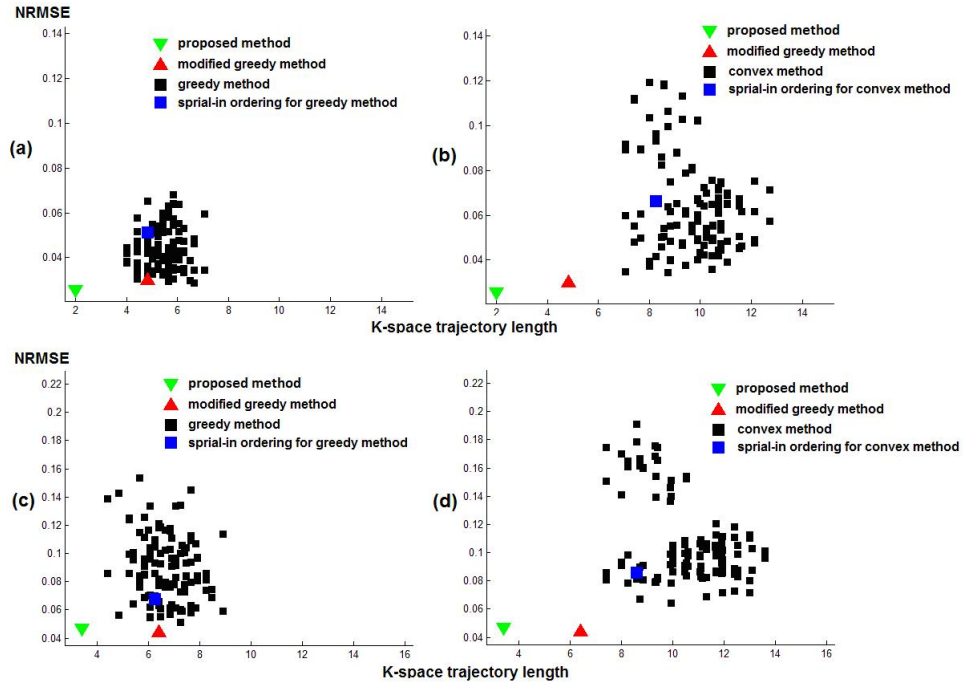 NRMSE
0.14
0.12
0.1
0.08
0.06
0.04
proposed method
modified greedy method
greedy method
sprial-in ordering for greedy method
(a)
2 4 6 8 10 12 14
0.14
0.12
0.1
0.08
0.06
0.04
proposed method
modified greedy method
convex method
sprial-in ordering for convex method
(b)
2 4 6 8 10 12 14
K-space trajectory length
NRMSE
0.22
0.2
0.18
0.16
0.14
0.12
0.1
0.08
0.06
0.04
proposed method
modified greedy method
greedy method
sprial-in ordering for greedy method
(c)
4 6 8 10 12 14 16
0.22
0.2
0.18
0.16
0.14
0.12
0.1
0.08
0.06
0.04
proposed method
modified greedy method
convex method
sprial-in ordering for convex method
(d)
4 6 8 10 12 14 16
K-space trajectory length